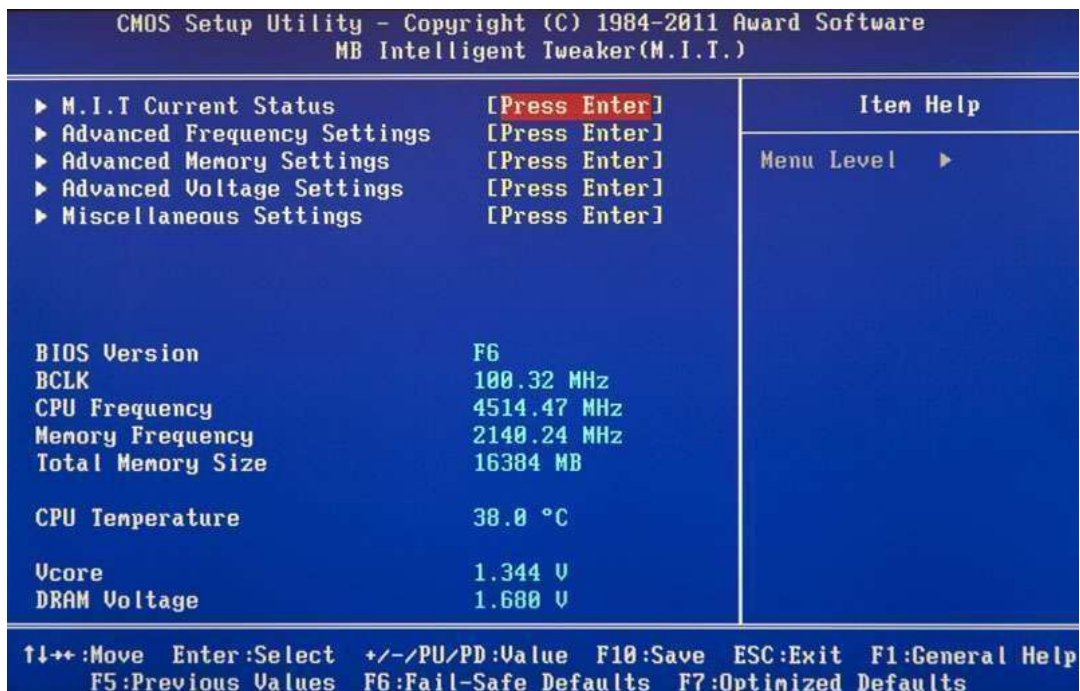 CMOS Setup Utility - Copyright (C) 1984-2011 Award Software
MB Intelligent Tweaker(M.I.T.)
▶ M.I.T Current Status [Press Enter]
▶ Advanced Frequency Settings [Press Enter]
▶ Advanced Memory Settings [Press Enter]
▶ Advanced Voltage Settings [Press Enter]
▶ Miscellaneous Settings [Press Enter]
Item Help
Menu Level ▶
BIOS Version F6
BCLK 100.32 MHz
CPU Frequency 4514.47 MHz
Memory Frequency 2140.24 MHz
Total Memory Size 16384 MB
CPU Temperature 38.0 °C
Vcore 1.344 V
DRAM Voltage 1.680 V
↑↓→←:Move Enter:Select +/-/PU/PD:Value F10:Save ESC:Exit F1:General Help
F5:Previous Values F6:Fail-Safe Defaults F7:Optimized Defaults